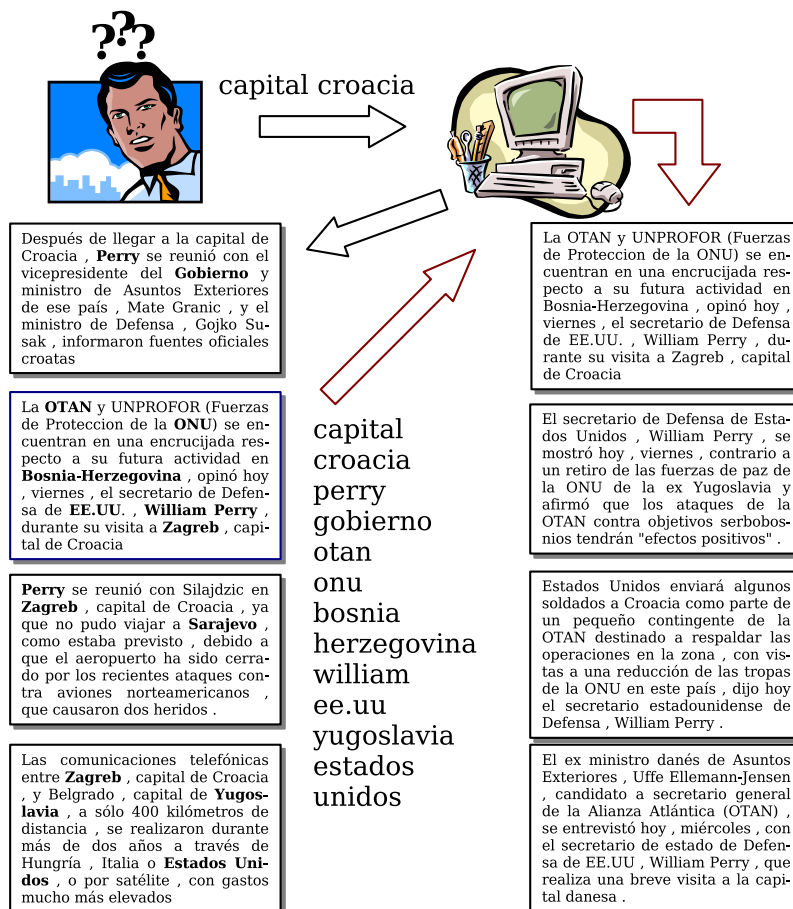 ???
capital croacia
Después de llegar a la capital de
Croacia , Perry se reunió con el
vicepresidente del Gobierno y
ministro de Asuntos Exteriores
de ese país , Mate Granic , y el
ministro de Defensa , Gojko Su-
sak , informaron fuentes oficiales
croatas
La OTAN y UNPROFOR (Fuerzas
de Proteccion de la ONU) se en-
cuentran en una encrucijada res-
pecto a su futura actividad en
Bosnia-Herzegovina , opinó hoy
, viernes , el secretario de Defen-
sa de EE.UU. , William Perry ,
durante su visita a Zagreb , capi-
tal de Croacia
Perry se reunió con Silajdzic en
Zagreb , capital de Croacia , ya
que no pudo viajar a Sarajevo ,
como estaba previsto , debido a
que el aeropuerto ha sido cerra-
do por los recientes ataques con-
tra aviones norteamericanos ,
que causaron dos heridos .
Las comunicaciones telefónicas
entre Zagreb , capital de Croacia
, y Belgrado , capital de Yugos-
lavia , a sólo 400 kilómetros de
distancia , se realizaron durante
más de dos años a través de
Hungría , Italia o Estados Uni-
dos , o por satélite , con gastos
mucho más elevados
capital
croacia
perry
gobierno
otan
onu
bosnia
herzegovina
william
ee.uu
yugoslavia
estados
unidos
La OTAN y UNPROFOR (Fuerzas
de Proteccion de la ONU) se en-
cuentran en una encrucijada res-
pecto a su futura actividad en
Bosnia-Herzegovina , opinó hoy ,
viernes , el secretario de Defensa
de EE.UU. , William Perry , du-
rante su visita a Zagreb , capital
de Croacia
El secretario de Defensa de Esta-
dos Unidos , William Perry , se
mostró hoy , viernes , contrario a
un retiro de las fuerzas de paz de
la ONU de la ex Yugoslavia y
afirmó que los ataques de la
OTAN contra objetivos serbobos-
nios tendrán "efectos positivos" .
Estados Unidos enviará algunos
soldados a Croacia como parte de
un pequeño contingente de la
OTAN destinado a respaldar las
operaciones en la zona , con vis-
tas a una reducción de las tropas
de la ONU en este país , dijo hoy
el secretario estadounidense de
Defensa , William Perry .
El ex ministro danés de Asuntos
Exteriores , Uffe Ellemann-Jensen
, candidato a secretario general
de la Alianza Atlántica (OTAN) ,
se entrevistó hoy , miércoles , con
el secretario de estado de Defen-
sa de EE.UU , William Perry , que
realiza una breve visita a la capi-
tal danesa .